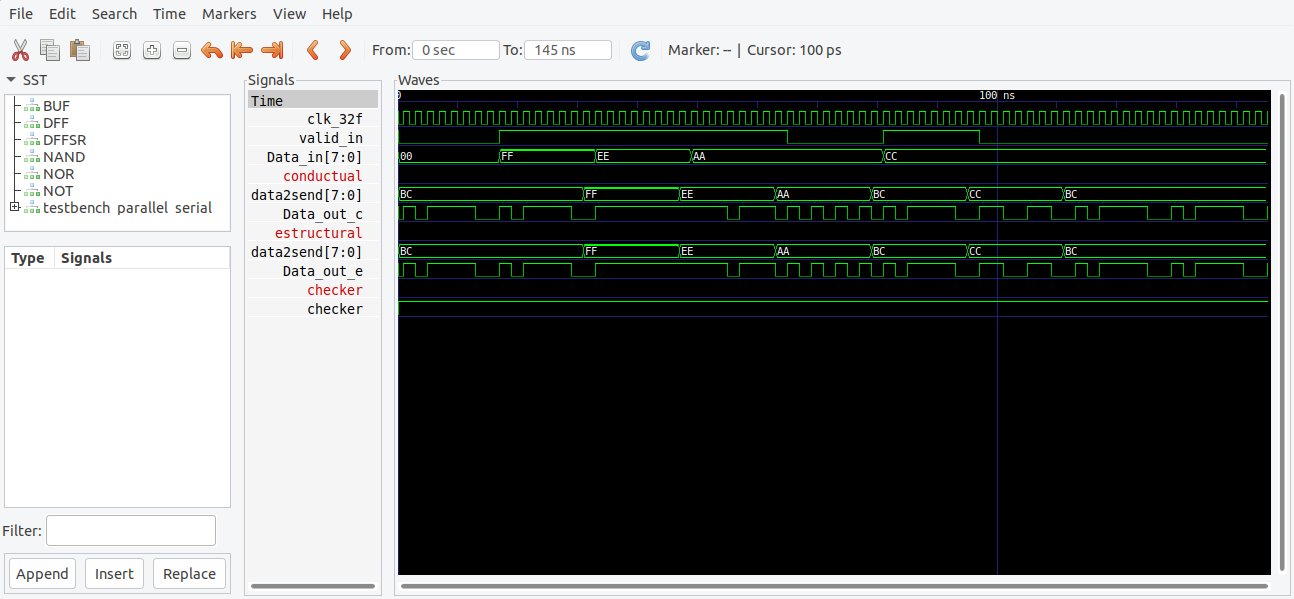 File Edit Search Time Markers View Help
From: 0 sec To: 145 ns Marker: -- | Cursor: 100 ps
SST
BUF
DFF
DFFSR
NAND
NOR
NOT
testbench_parallel_serial
Type Signals
Filter:
Append Insert Replace
Signals
Time
clk_32f
valid_in
Data_in[7:0]
conductual
data2send[7:0]
Data_out_c
estructural
data2send[7:0]
Data_out_e
checker
checker
Waves
0 100 ns
00 FF EE AA CC
BC FF EE AA BC CC BC
BC FF EE AA BC CC BC